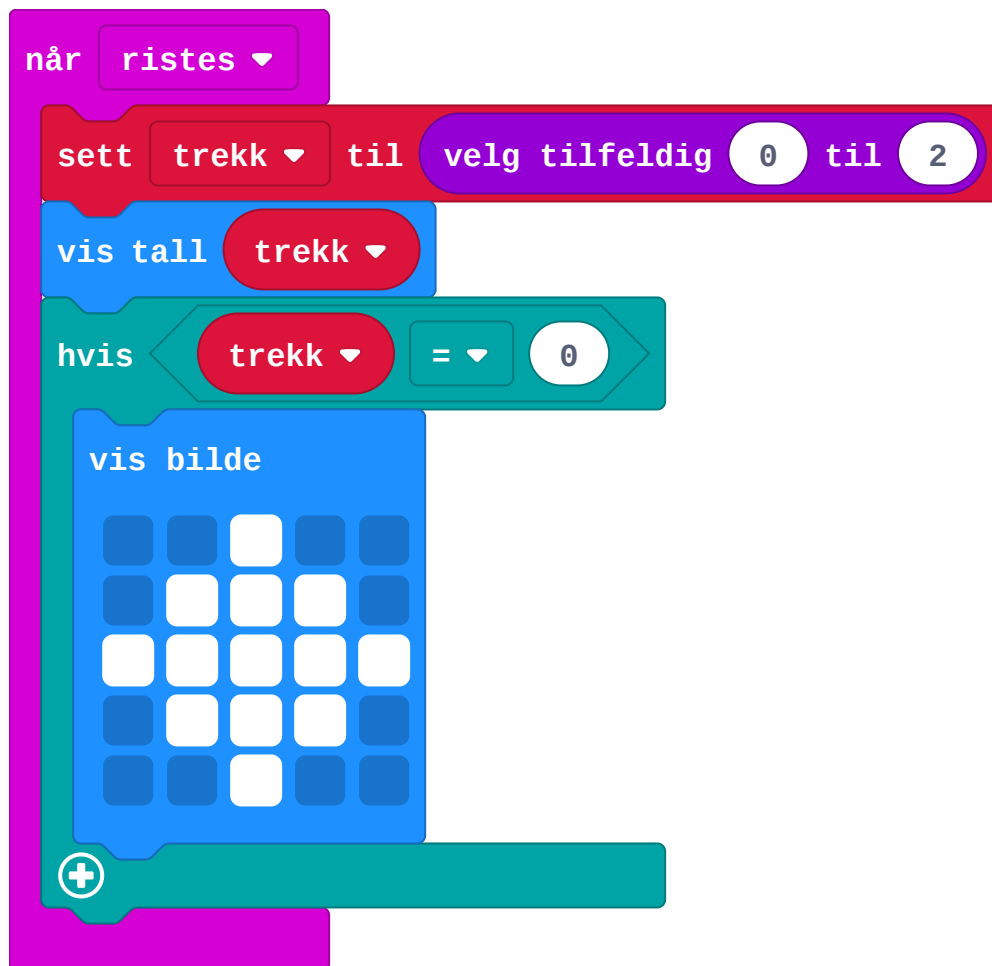 når ristes
sett trekk til velg tilfeldig 0 til 2
vis tall trekk
hvis trekk = 0
vis bilde